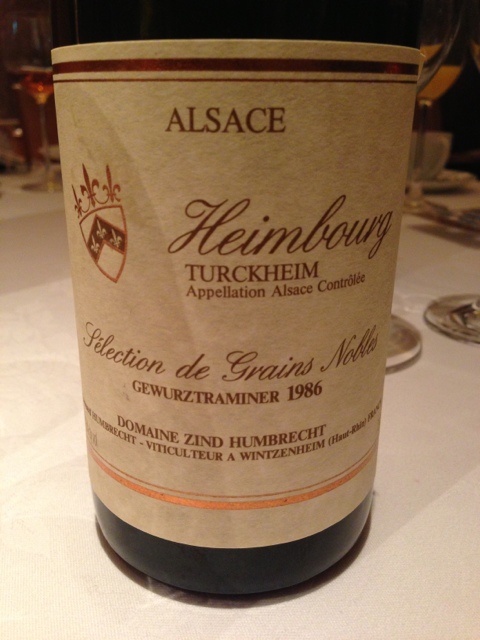 ALSACE
Heimbourg
TURCKHEIM
Appellation Alsace Contrôlée
Sélection de Grains Nobles
GEWURZTRAMINER 1986
DOMAINE ZIND HUMBRECHT
HUMBRECHT - VITICULTEUR A WINTZENHEIM (Haut-Rhin)